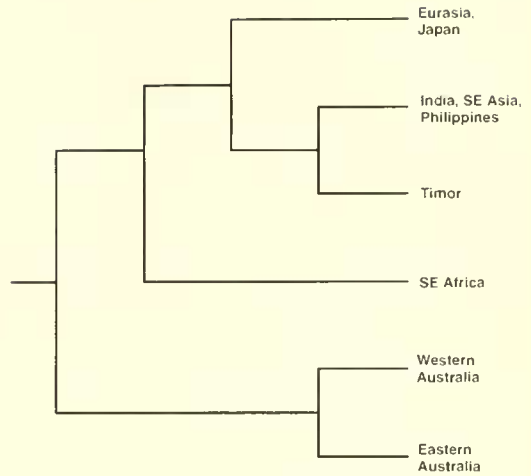 Eurasia,
Japan
India, SE Asia,
Philippines
Timor
SE Africa
Western
Australia
Eastern
Australia